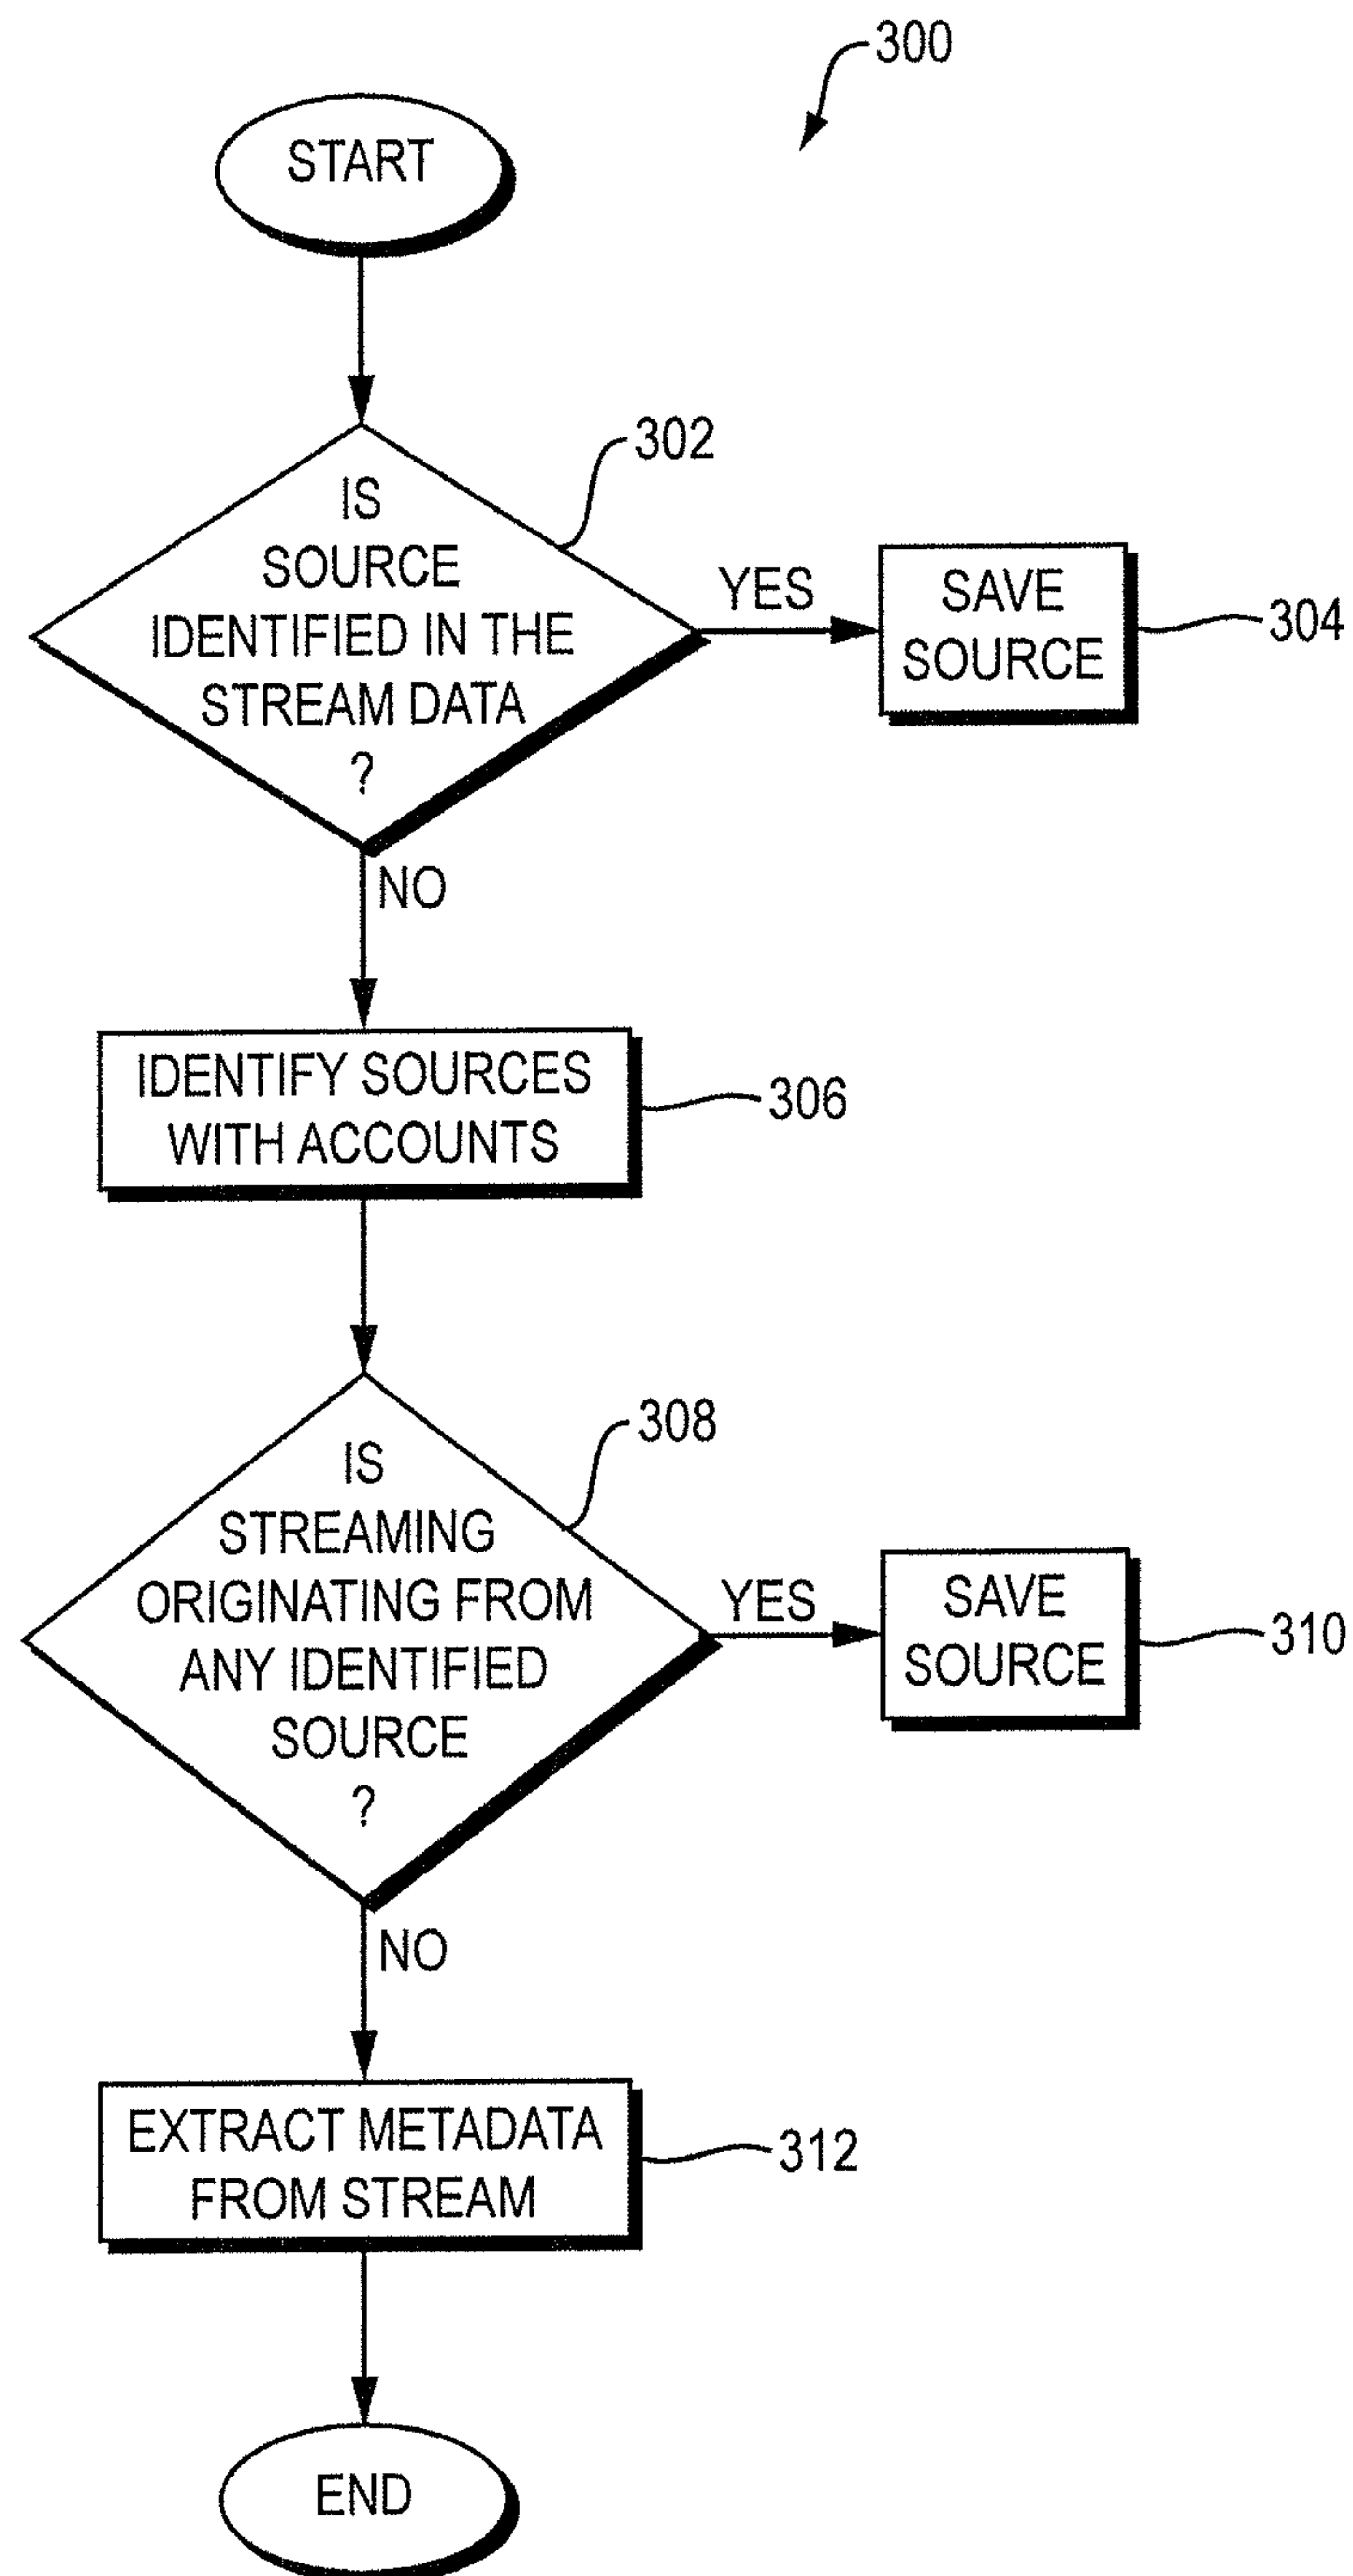 300
START
302
IS
SOURCE
IDENTIFIED IN THE
STREAM DATA
?
YES
SAVE
SOURCE
304
NO
IDENTIFY SOURCES
WITH ACCOUNTS
306
308
IS
STREAMING
ORIGINATING FROM
ANY IDENTIFIED
SOURCE
?
YES
SAVE
SOURCE
310
NO
EXTRACT METADATA
FROM STREAM
312
END